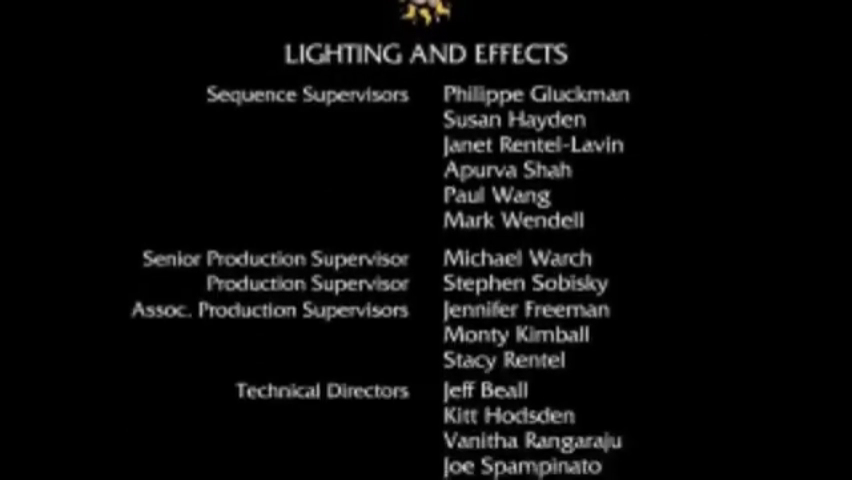 LIGHTING AND EFFECTS
Sequence Supervisors Philippe Gluckman
Susan Hayden
Janet Rentel-Lavin
Apurva Shah
Paul Wang
Mark Wendell
Senior Production Supervisor Michael Warch
Production Supervisor Stephen Sobisky
Assoc. Production Supervisors Jennifer Freeman
Monty Kimball
Stacy Rentel
Technical Directors Jeff Beall
Kitt Hodsden
Vanitha Rangaraju
Joe Spampinato